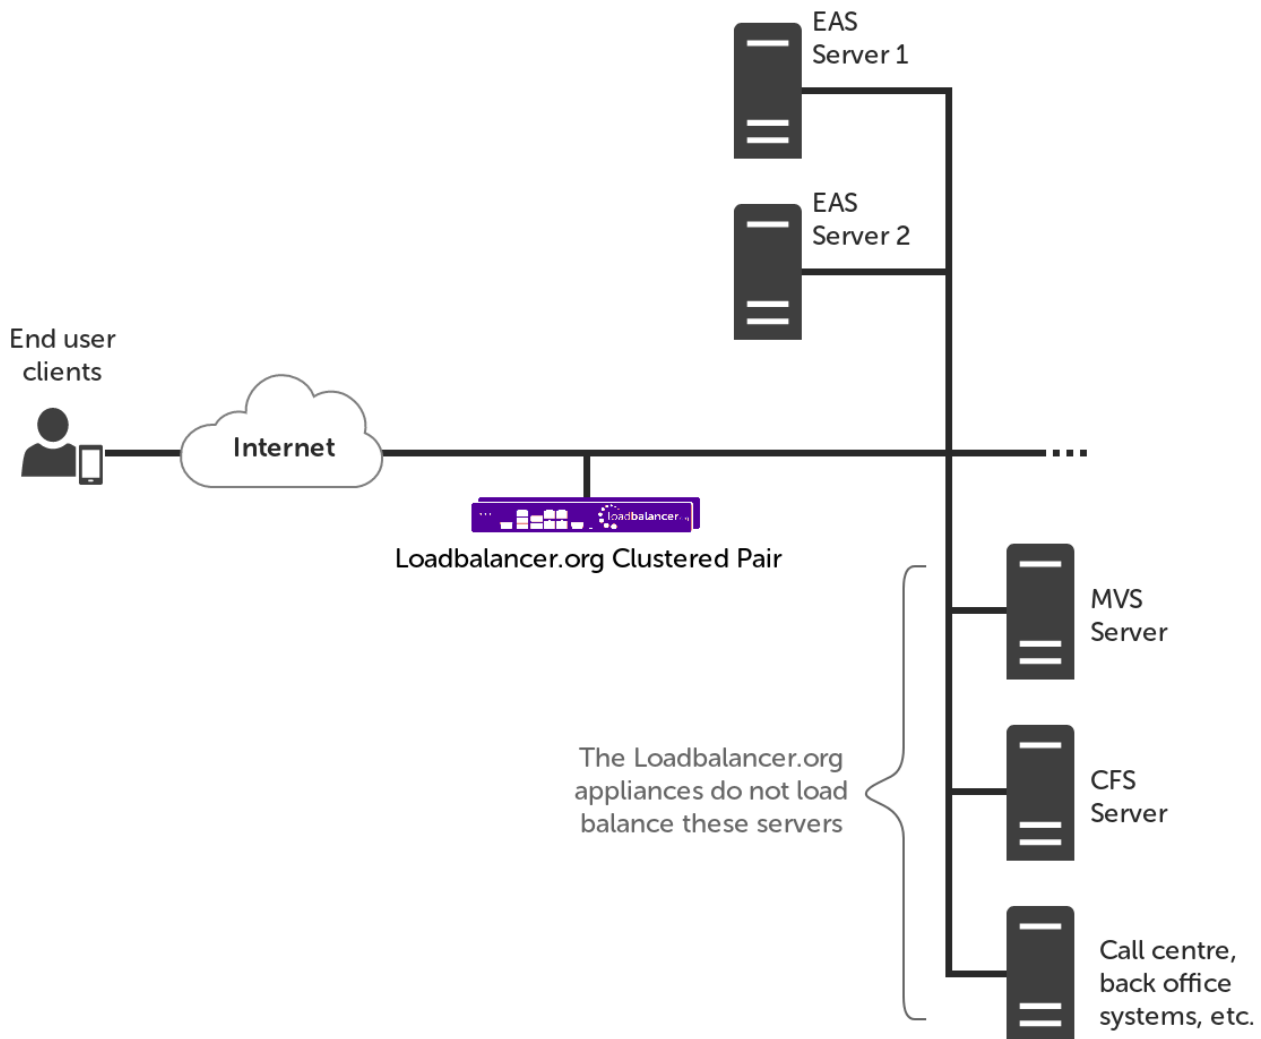 EAS
Server 1
EAS
Server 2
End user
clients
Internet
loadbalancer.org
Loadbalancer.org Clustered Pair
MVS
Server
The Loadbalancer.org
appliances do not load
balance these servers
CFS
Server
Call centre,
back office
systems, etc.